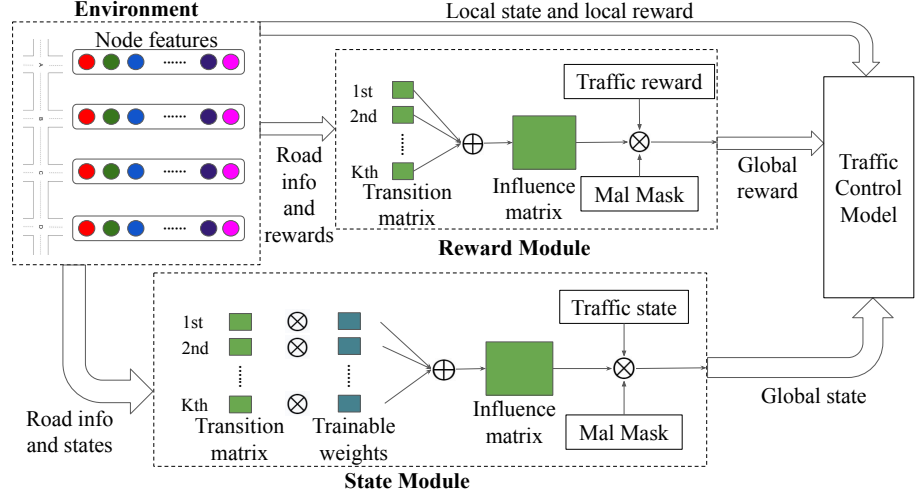 Environment
Local state and local reward
Node features
A
B
C
D
......
......
......
......
Road
info
and
rewards
1st
2nd
Kth
Transition
matrix
Influence
matrix
Traffic reward
Mal Mask
Reward Module
Global
reward
Traffic
Control
Model
Road info
and states
1st
2nd
Kth
Transition
matrix
Trainable
weights
Influence
matrix
Traffic state
Mal Mask
State Module
Global state